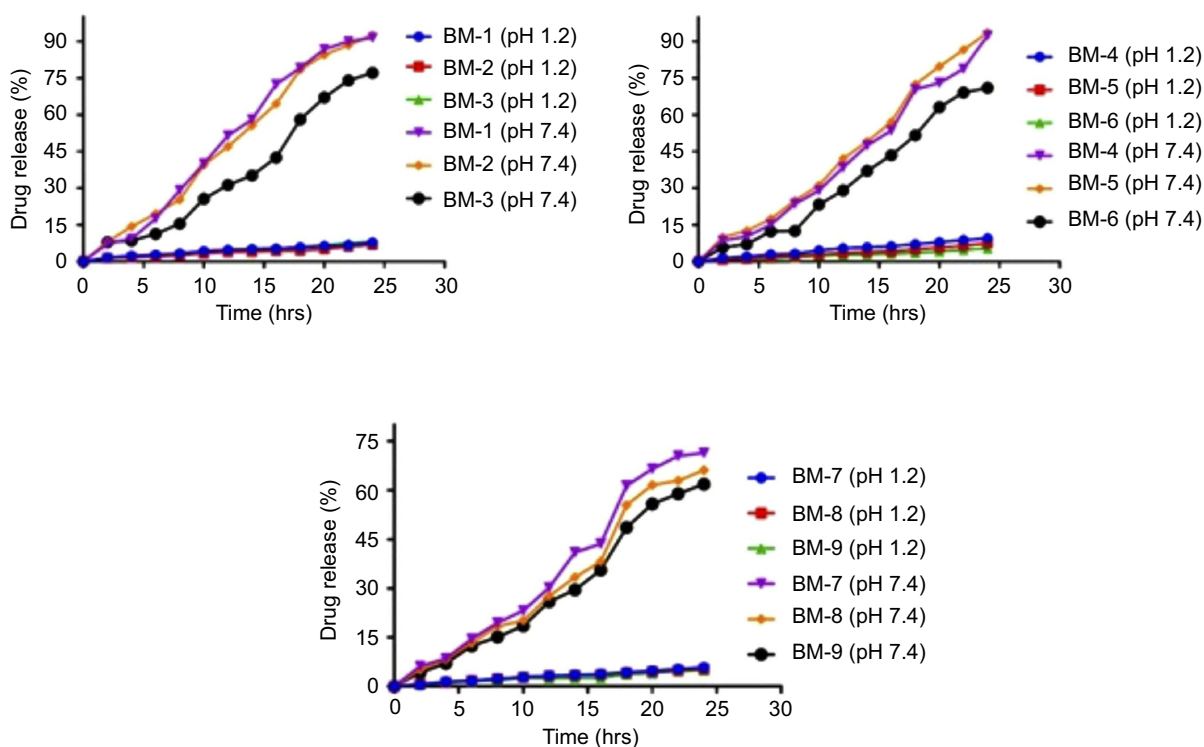 90
75
60
45
30
15
0
Drug release (%)
0 5 10 15 20 25 30
Time (hrs)
BM-1 (pH 1.2)
BM-2 (pH 1.2)
BM-3 (pH 1.2)
BM-1 (pH 7.4)
BM-2 (pH 7.4)
BM-3 (pH 7.4)
90
75
60
45
30
15
0
Drug release (%)
0 5 10 15 20 25 30
Time (hrs)
BM-4 (pH 1.2)
BM-5 (pH 1.2)
BM-6 (pH 1.2)
BM-4 (pH 7.4)
BM-5 (pH 7.4)
BM-6 (pH 7.4)
75
60
45
30
15
0
Drug release (%)
0 5 10 15 20 25 30
Time (hrs)
BM-7 (pH 1.2)
BM-8 (pH 1.2)
BM-9 (pH 1.2)
BM-7 (pH 7.4)
BM-8 (pH 7.4)
BM-9 (pH 7.4)